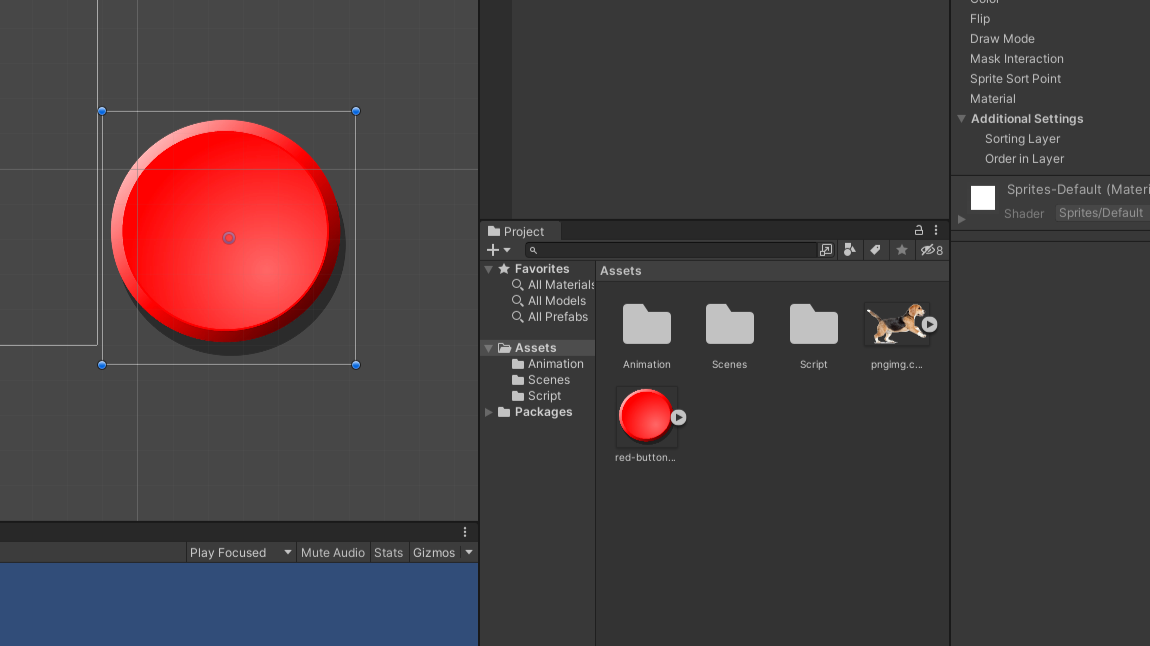 Color
Flip
Draw Mode
Mask Interaction
Sprite Sort Point
Material
Additional Settings
Sorting Layer
Order in Layer
Sprites-Default (Materi
Shader
Sprites/Default
Project
8
Favorites
All Materials
All Models
All Prefabs
Assets
Animation
Scenes
Script
Packages
Assets
Animation
Scenes
Script
pngimg.c...
red-button...
Play Focused
Mute Audio
Stats
Gizmos